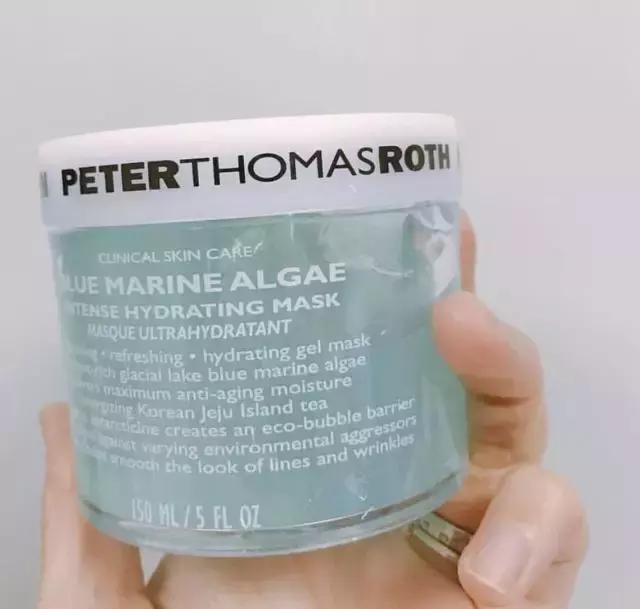 PETERTHOMASROTH
CLINICAL SKIN CARE
BLUE MARINE ALGAE
INTENSE HYDRATING MASK
MASQUE ULTRAHYDRATANT
• refreshing • hydrating gel mask
glacial lake blue marine algae
maximum anti-aging moisture
Korean Jeju Island tea
creates an eco-bubble barrier
against varying environmental aggressors
smooth the look of lines and wrinkles
150 ML/5 FL OZ